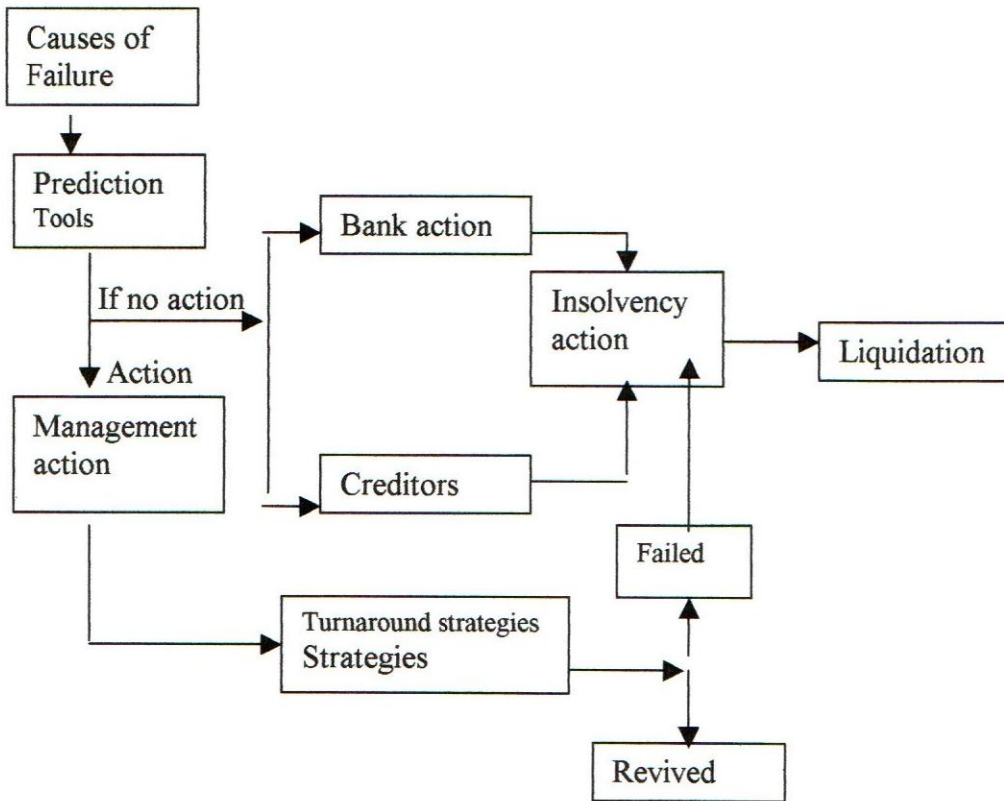 Causes of
Failure
Prediction
Tools
Bank action
If no action
Insolvency
action
Liquidation
Action
Management
action
Creditors
Failed
Turnaround strategies
Strategies
Revived